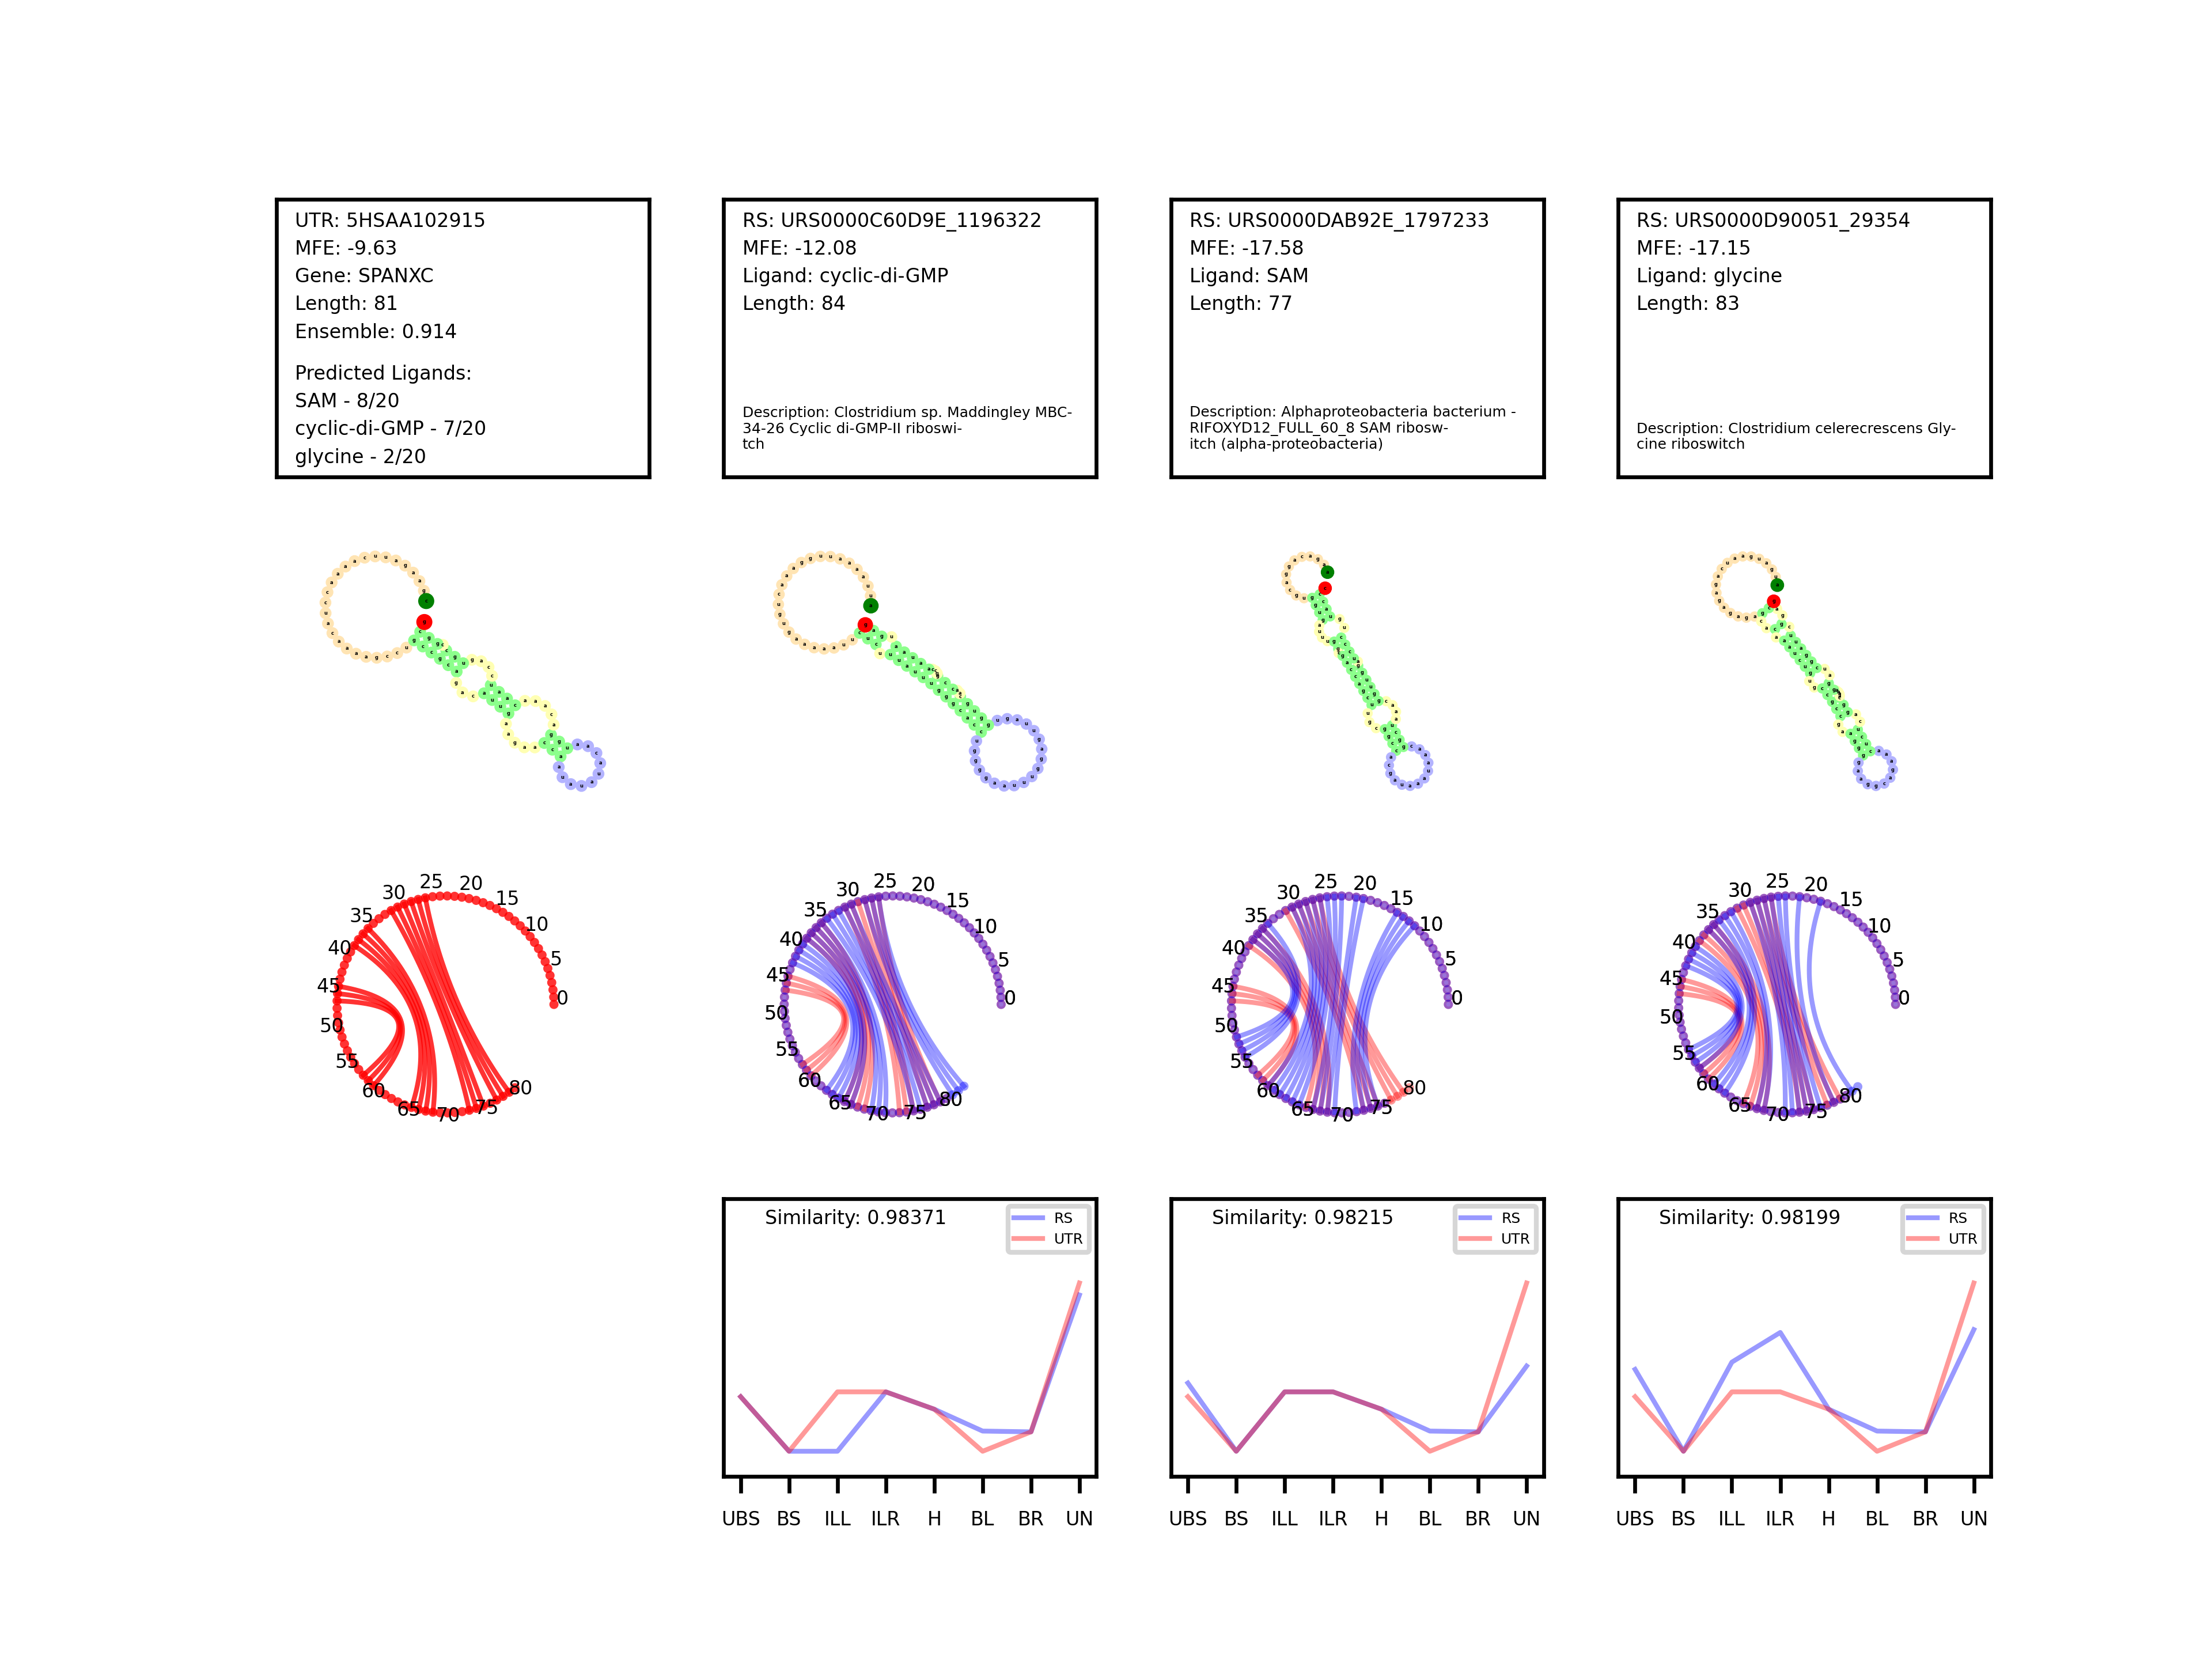 UTR: 5HSAA102915
MFE: -9.63
Gene: SPANXC
Length: 81
Ensemble: 0.914
Predicted Ligands:
SAM - 8/20
cyclic-di-GMP - 7/20
glycine - 2/20
RS: URS0000C60D9E_1196322
MFE: -12.08
Ligand: cyclic-di-GMP
Length: 84
Description: Clostridium sp. Maddingley MBC-
34-26 Cyclic di-GMP-II riboswi-
tch
RS: URS0000DAB92E_1797233
MFE: -17.58
Ligand: SAM
Length: 77
Description: Alphaproteobacteria bacterium -
RIFOXYD12_FULL_60_8 SAM ribosw-
itch (alpha-proteobacteria)
RS: URS0000D90051_29354
MFE: -17.15
Ligand: glycine
Length: 83
Description: Clostridium celerecrescens Gly-
cine riboswitch
0 5 10 15 20 25 30 35 40 45 50 55 60 65 70 75 80
0 5 10 15 20 25 30 35 40 45 50 55 60 65 70 75 80
0 5 10 15 20 25 30 35 40 45 50 55 60 65 70 75 80
0 5 10 15 20 25 30 35 40 45 50 55 60 65 70 75 80
Similarity: 0.98371
RS
UTR
UBS BS ILL ILR H BL BR UN
Similarity: 0.98215
RS
UTR
UBS BS ILL ILR H BL BR UN
Similarity: 0.98199
RS
UTR
UBS BS ILL ILR H BL BR UN